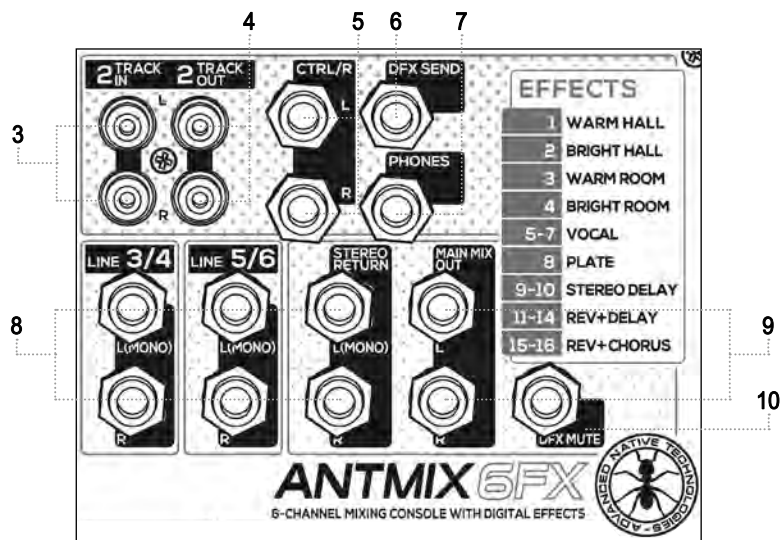 4 5 6 7
2 TRACK IN 2 TRACK OUT
CTRL/R
DFX SEND
L
L
3
PHONES
R
R
EFFECTS
1 WARM HALL
2 BRIGHT HALL
3 WARM ROOM
4 BRIGHT ROOM
5-7 VOCAL
8 PLATE
9-10 STEREO DELAY
11-14 REV+DELAY
15-16 REV+CHORUS
LINE 3/4
LINE 5/6
STEREO RETURN
MAIN MIX OUT
8
L(MONO)
L(MONO)
L(MONO)
L
9
R
R
R
R
DFX MUTE
10
ANTMIX 6FX
6-CHANNEL MIXING CONSOLE WITH DIGITAL EFFECTS
ADVANCED NATIVE TECHNOLOGIES